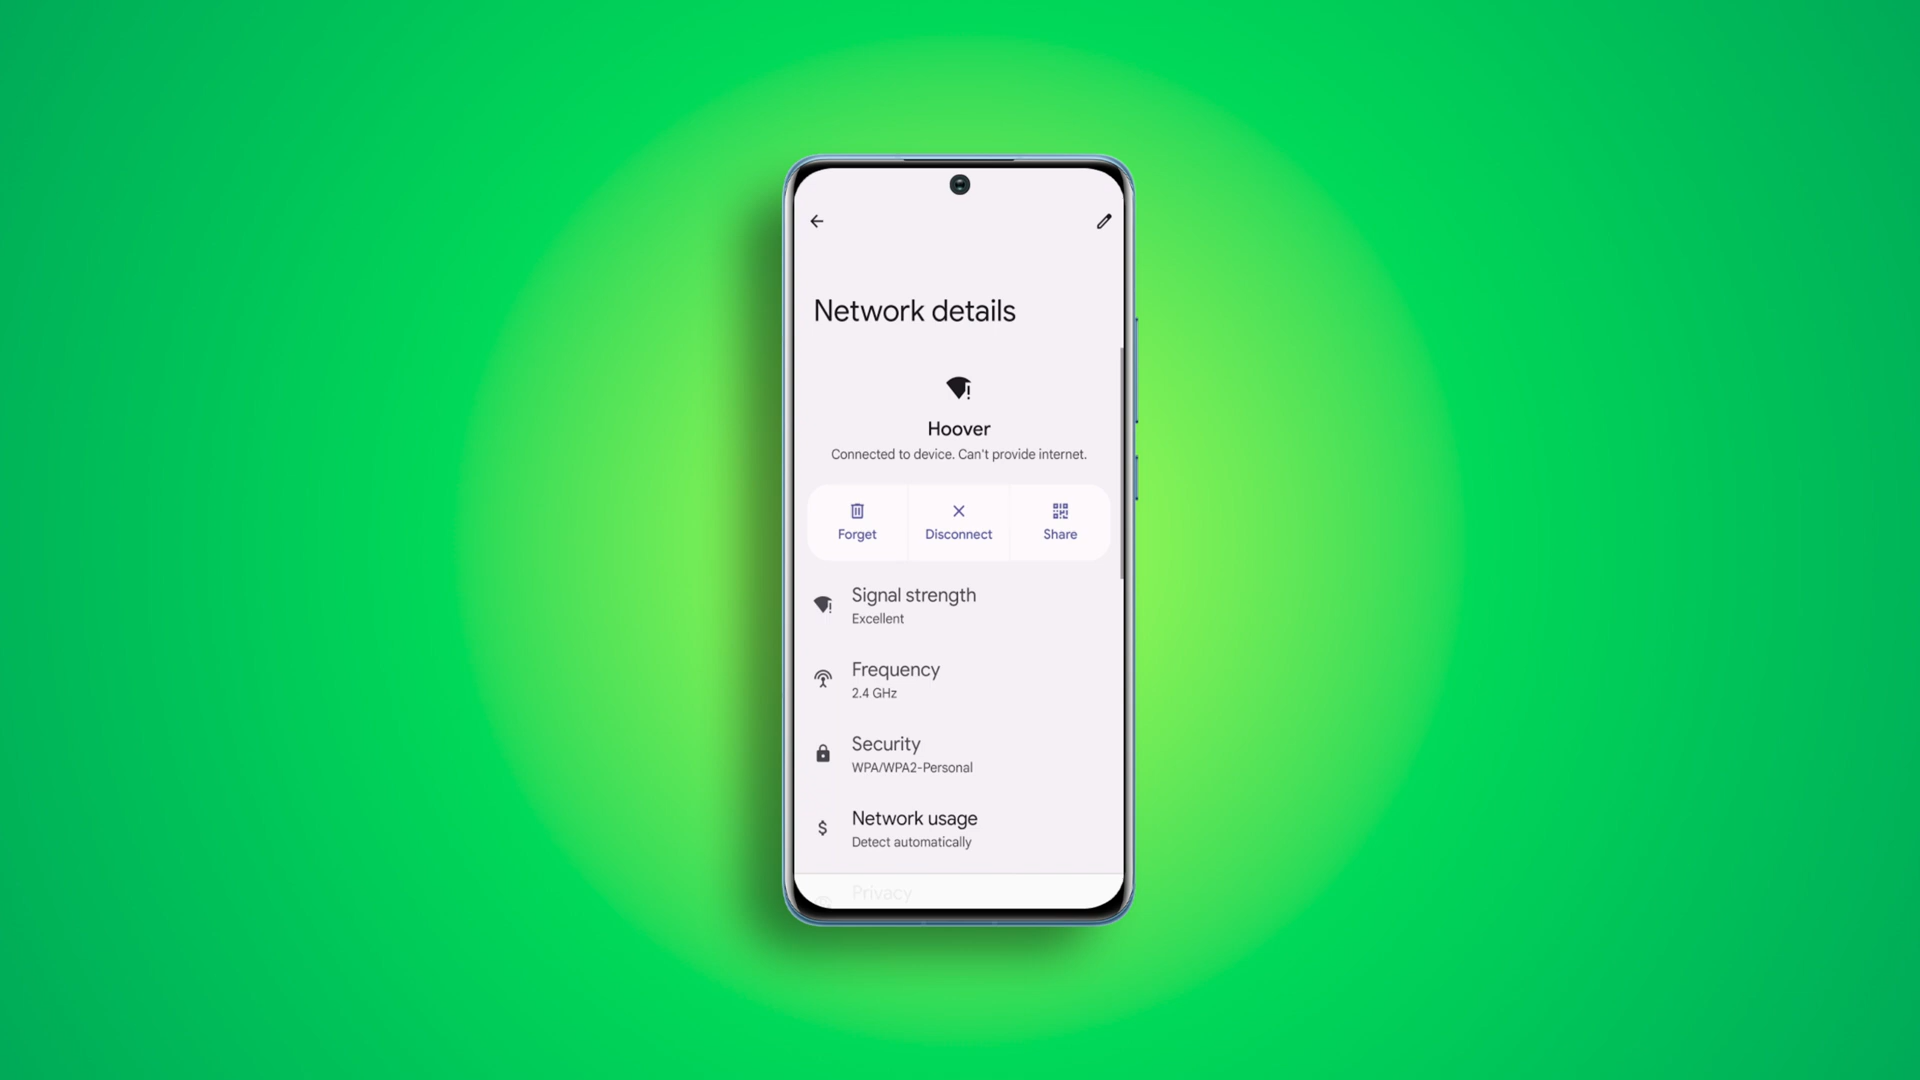 Network details
Hoover
Connected to device. Can't provide internet.
Forget
Disconnect
Share
Signal strength
Excellent
Frequency
2.4 GHz
Security
WPA/WPA2-Personal
Network usage
Detect automatically
$
Privacy